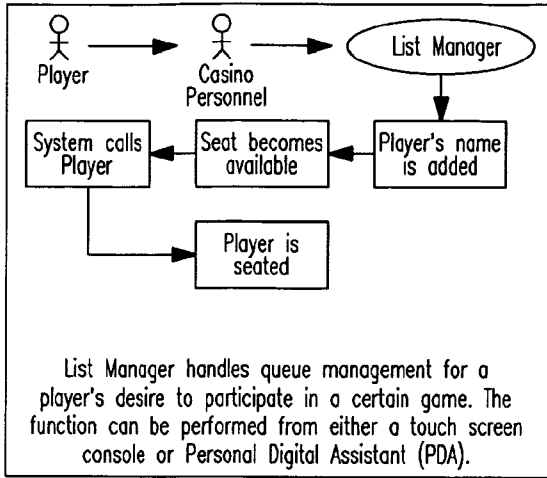 Player
Casino
Personnel
List Manager
System calls
Player
Seat becomes
available
Player's name
is added
Player is
seated
List Manager handles queue management for a
player's desire to participate in a certain game. The
function can be performed from either a touch screen
console or Personal Digital Assistant (PDA).